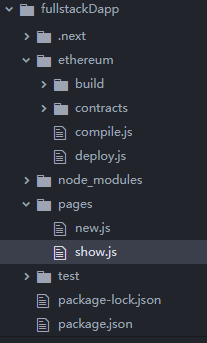 fullstackDapp
.next
ethereum
build
contracts
compile.js
deploy.js
node_modules
pages
new.js
show.js
test
package-lock.json
package.json